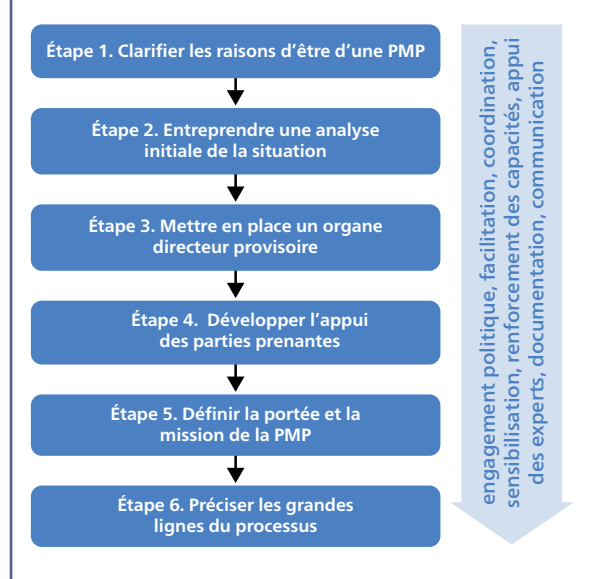 Étape 1. Clarifier les raisons d’être d’une PMP
Étape 2. Entreprendre une analyse
initiale de la situation
Étape 3. Mettre en place un organe
directeur provisoire
Étape 4. Développer l’appui
des parties prenantes
Étape 5. Définir la portée et la
mission de la PMP
Étape 6. Préciser les grandes
lignes du processus
engagement politique, facilitation, coordination,
sensibilisation, renforcement des capacités, appui
des experts, documentation, communication